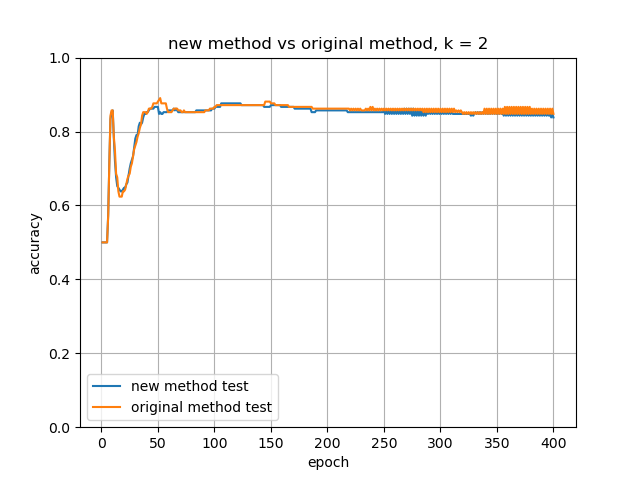 new method vs original method, k = 2
1.0
0.8
0.6
0.4
0.2
0.0
accuracy
0 50 100 150 200 250 300 350 400
epoch
new method test
original method test